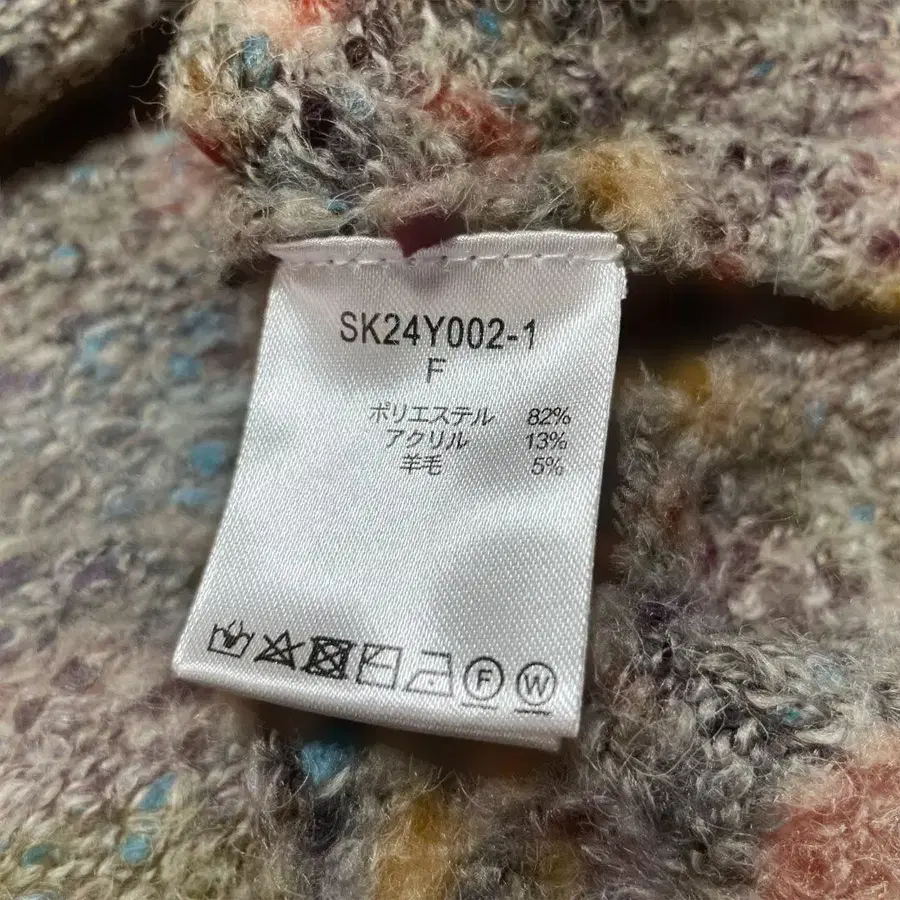 SK24Y002-1
F
ポリエステル 82%
アクリル 13%
羊毛 5%
F W